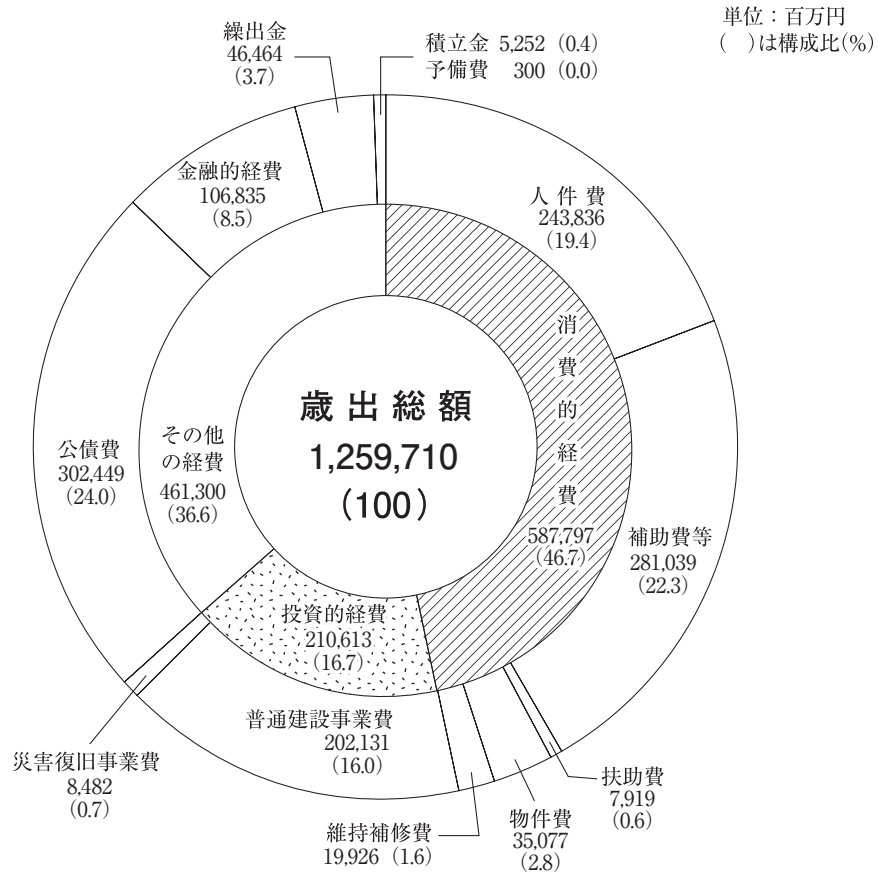 単位：百万円
（　）は構成比(%)
繰出金
46,464
(3.7)
積立金 5,252 (0.4)
予備費 300 (0.0)
金融的経費
106,835
(8.5)
人件費
243,836
(19.4)
消費的経費
587,797
(46.7)
歳出総額
1,259,710
(100)
その他
の経費
461,300
(36.6)
公債費
302,449
(24.0)
補助費等
281,039
(22.3)
投資的経費
210,613
(16.7)
普通建設事業費
202,131
(16.0)
災害復旧事業費
8,482
(0.7)
維持補修費
19,926 (1.6)
物件費
35,077
(2.8)
扶助費
7,919
(0.6)